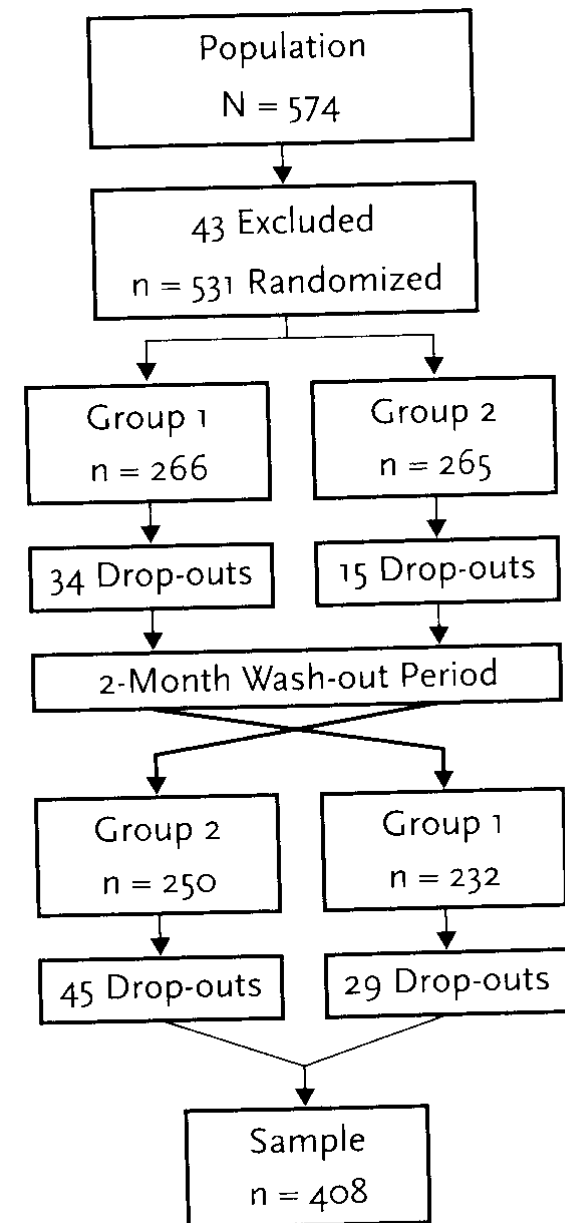 Population
N = 574
43 Excluded
n = 531 Randomized
Group 1
n = 266
Group 2
n = 265
34 Drop-outs
15 Drop-outs
2-Month Wash-out Period
Group 2
n = 250
Group 1
n = 232
45 Drop-outs
29 Drop-outs
Sample
n = 408